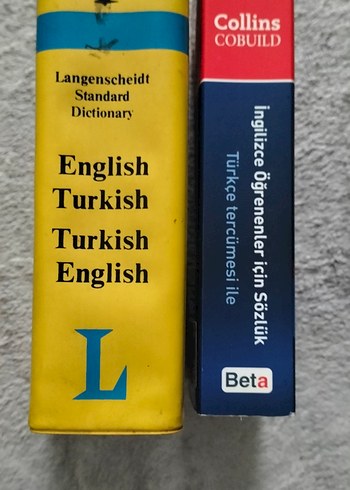 Langenscheidt
Standard
Dictionary
English
Turkish
Turkish
English
L
Collins
COBUILD
İngilizce Öğrenenler için Sözlük
Türkçe tercümesi ile
Beta